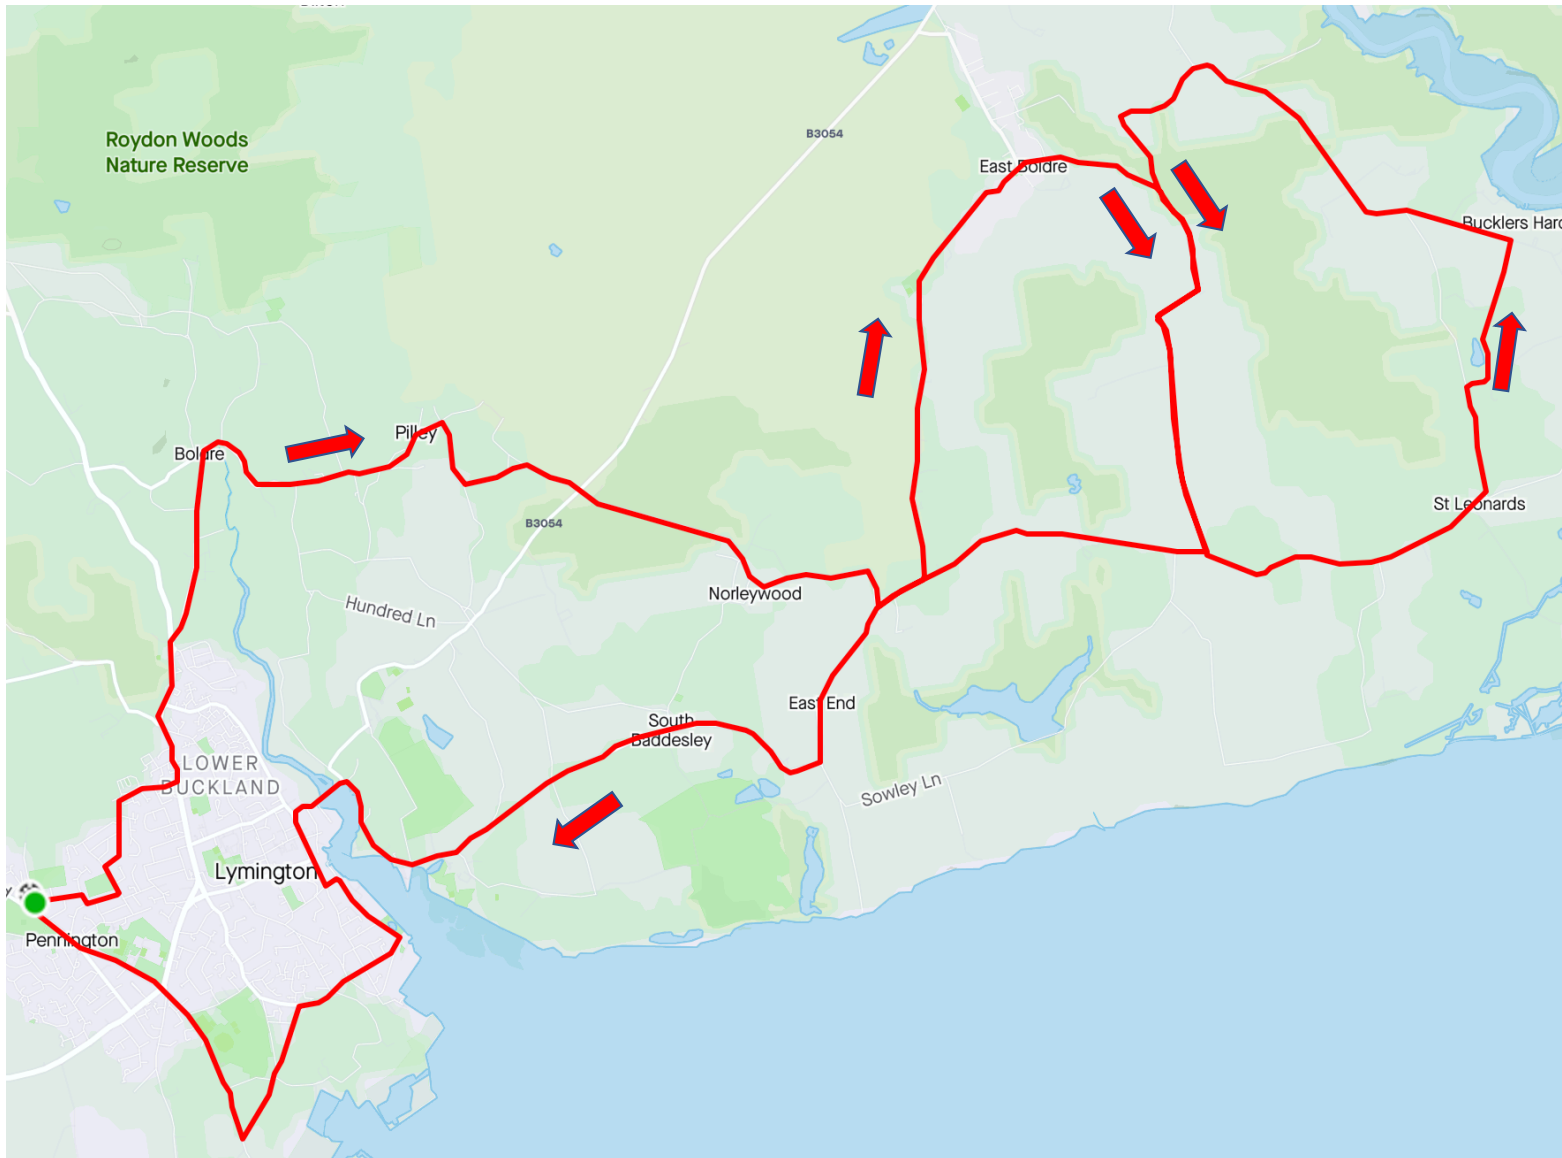 Roydon Woods
Nature Reserve
B3054
East Boldre
Bucklers Hard
Boldre
Pilley
St Leonards
B3054
Norleywood
Hundred Ln
East End
South
Baddesley
LOWER
BUCKLAND
Sowley Ln
Lymington
y
Pennington